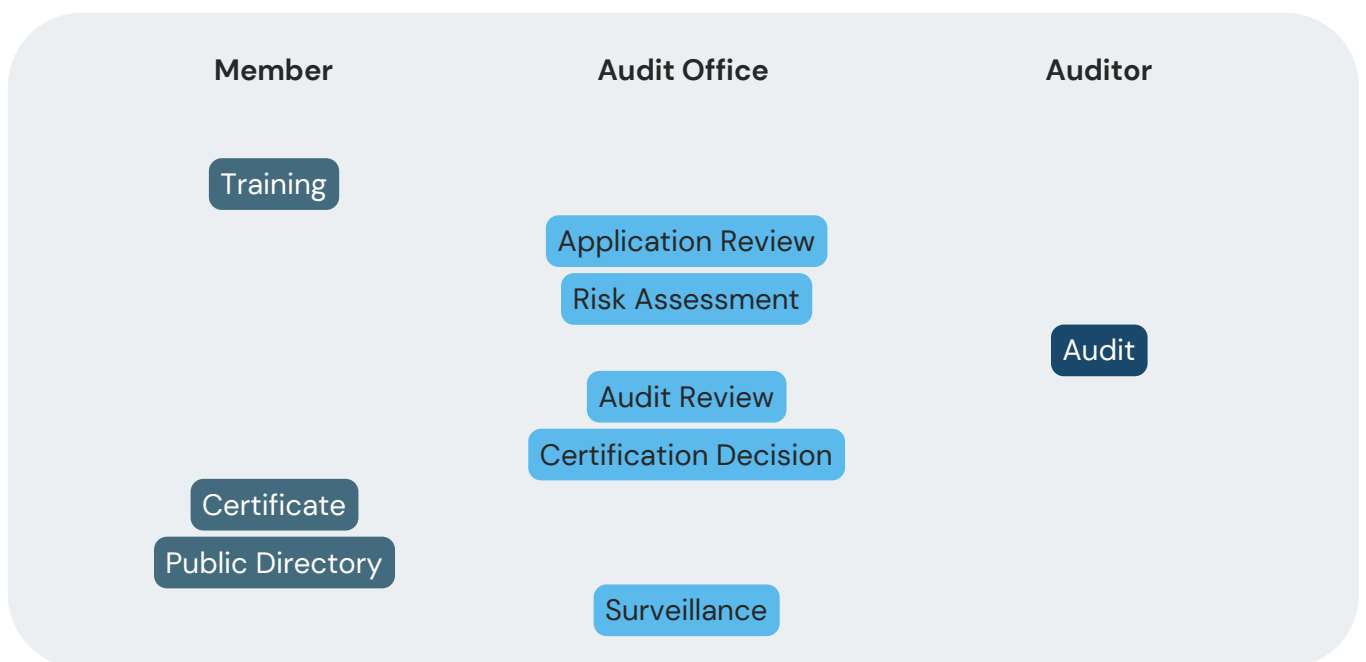 Member Audit Office Auditor
Training
Application Review
Risk Assessment
Audit
Audit Review
Certification Decision
Certificate
Public Directory
Surveillance